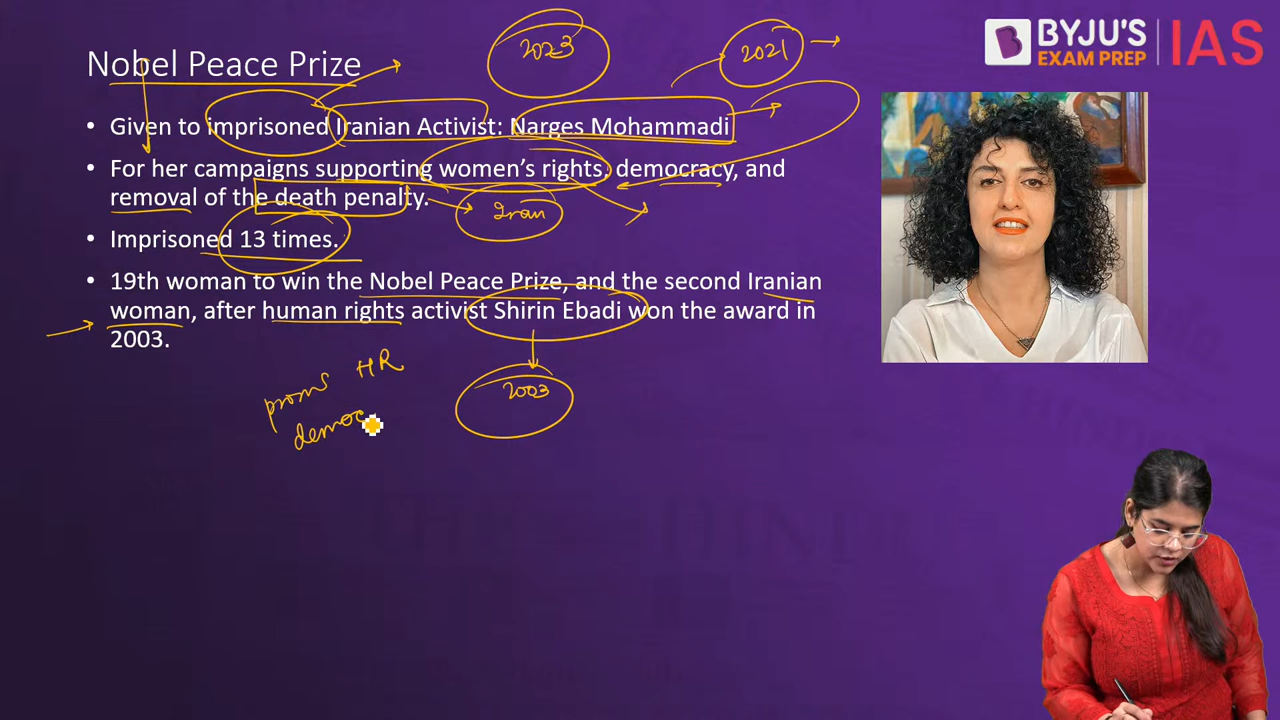 2023
2021
BYJU'S
EXAM PREP
IAS
Nobel Peace Prize
• Given to imprisoned Iranian Activist: Narges Mohammadi
• For her campaigns supporting women's rights, democracy, and
removal of the death penalty.
Iran
• Imprisoned 13 times.
• 19th woman to win the Nobel Peace Prize, and the second Iranian
woman, after human rights activist Shirin Ebadi won the award in
2003.
HR
2003
democ